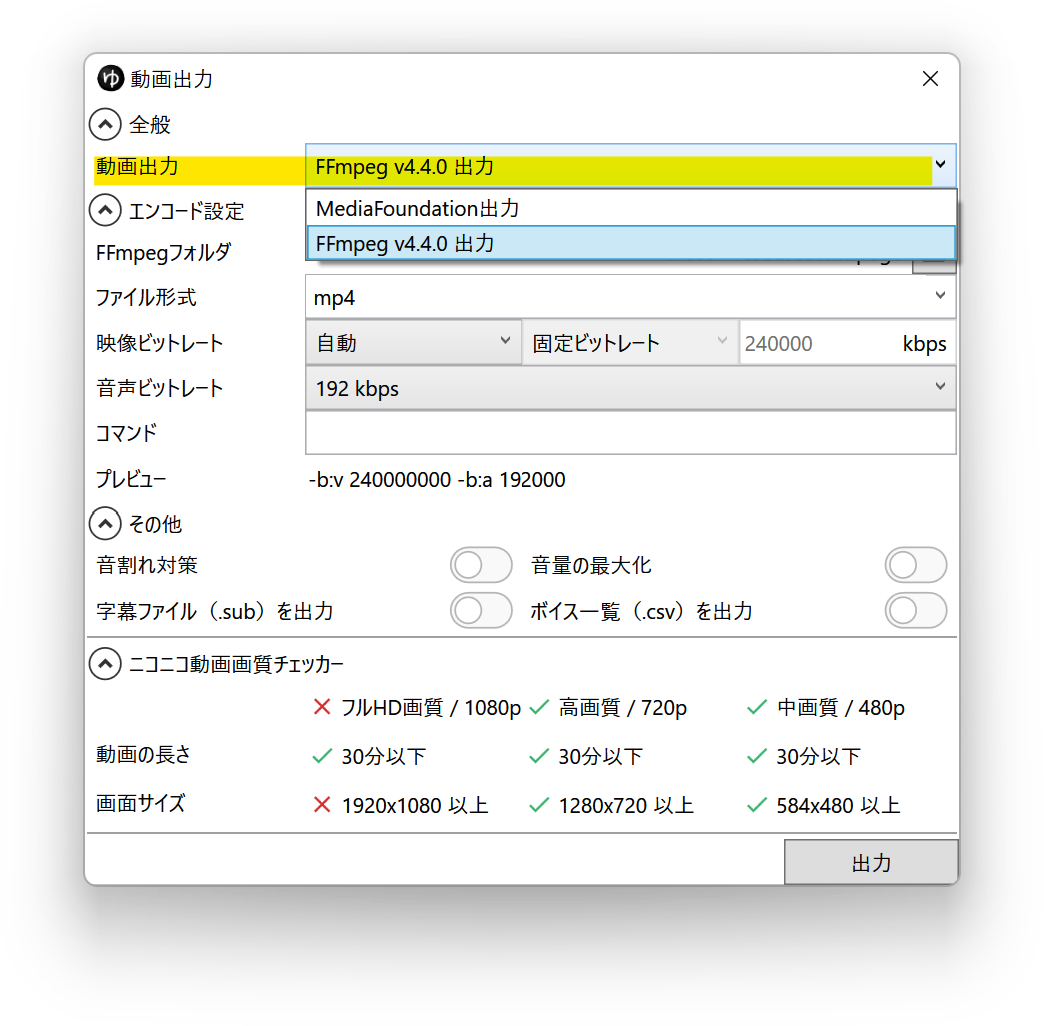 ゆ 動画出力
全般
動画出力 FFmpeg v4.4.0 出力
エンコード設定 MediaFoundation出力
FFmpegフォルダ FFmpeg v4.4.0 出力
ファイル形式 mp4
映像ビットレート 自動 固定ビットレート 240000 kbps
音声ビットレート 192 kbps
コマンド
プレビュー -b:v 240000000 -b:a 192000
その他
音割れ対策 音量の最大化
字幕ファイル（.sub）を出力 ボイス一覧（.csv）を出力
ニコニコ動画画質チェッカー
フルHD画質 / 1080p 高画質 / 720p 中画質 / 480p
動画の長さ 30分以下 30分以下 30分以下
画面サイズ 1920x1080 以上 1280x720 以上 584x480 以上
出力